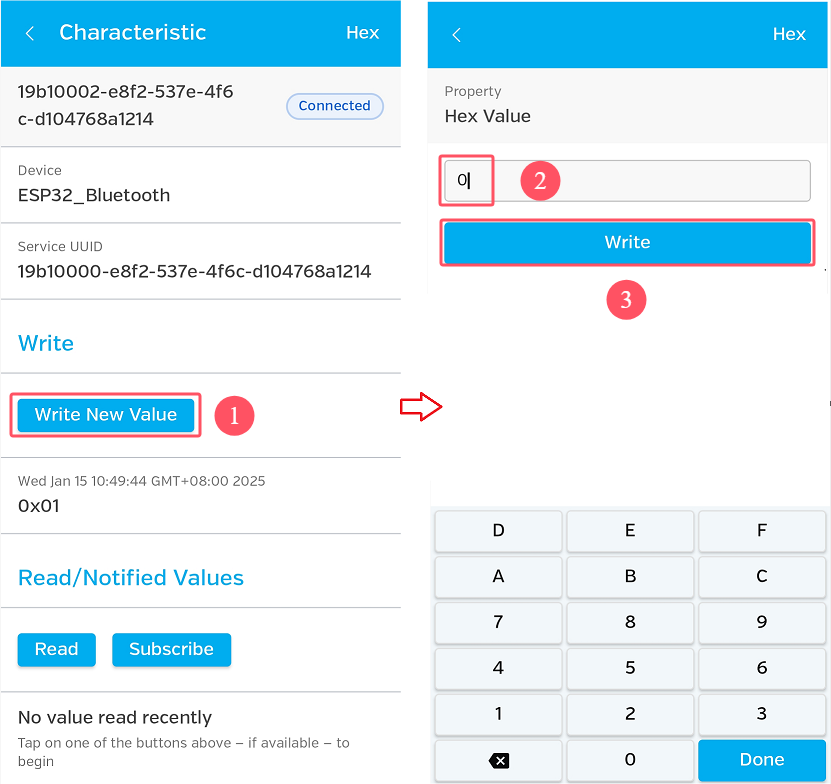 Characteristic
Hex
19b10002-e8f2-537e-4f6
c-d104768a1214
Connected
Device
ESP32_Bluetooth
Service UUID
19b10000-e8f2-537e-4f6c-d104768a1214
Write
Write New Value
1
Wed Jan 15 10:49:44 GMT+08:00 2025
0x01
Read/Notified Values
Read
Subscribe
No value read recently
Tap on one of the buttons above – if available – to
begin
Hex
Property
Hex Value
0
2
Write
3
D E F
A B C
7 8 9
4 5 6
1 2 3
0 Done